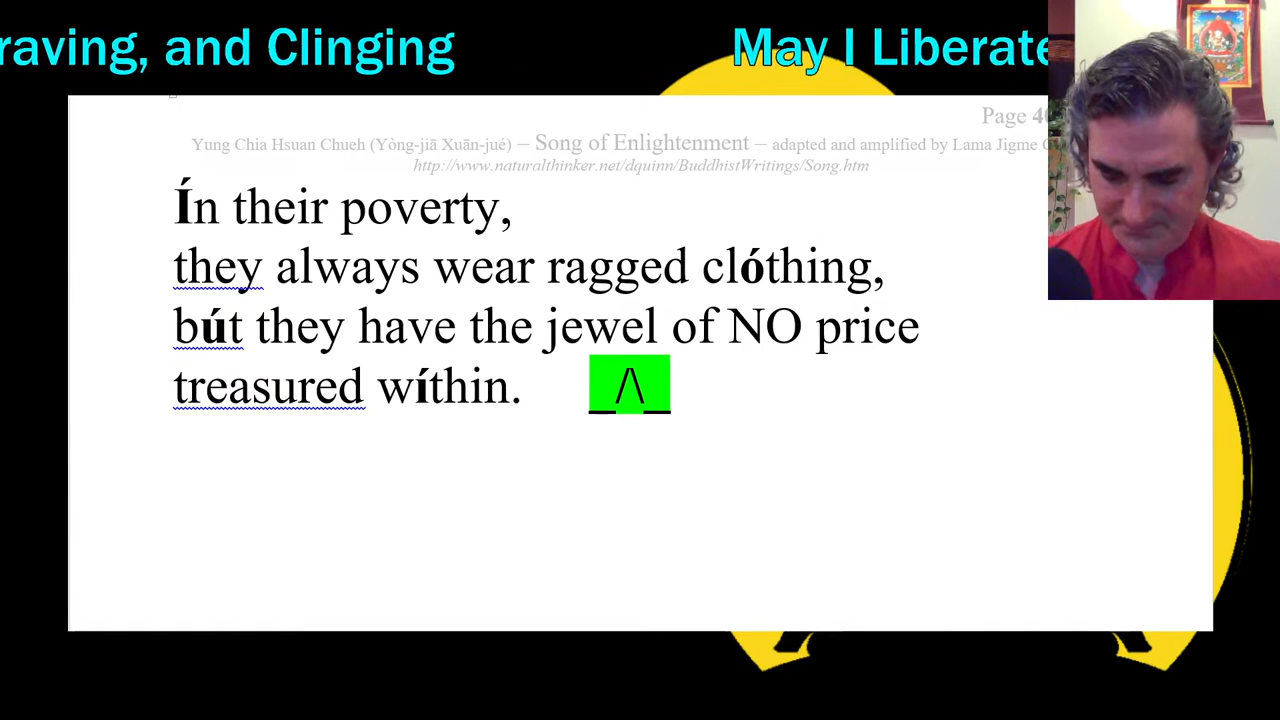 raving, and Clinging May I Liberate
Page 4
Yung Chia Hsuan Chueh (Yòng-jiā Xuān-jué) – Song of Enlightenment – adapted and amplified by Lama Jigme
http://www.naturalthinker.net/dquinn/BuddhistWritings/Song.htm
Ín their poverty,
they always wear ragged clóthing,
bút they have the jewel of NO price
treasured wíthin. _/\_